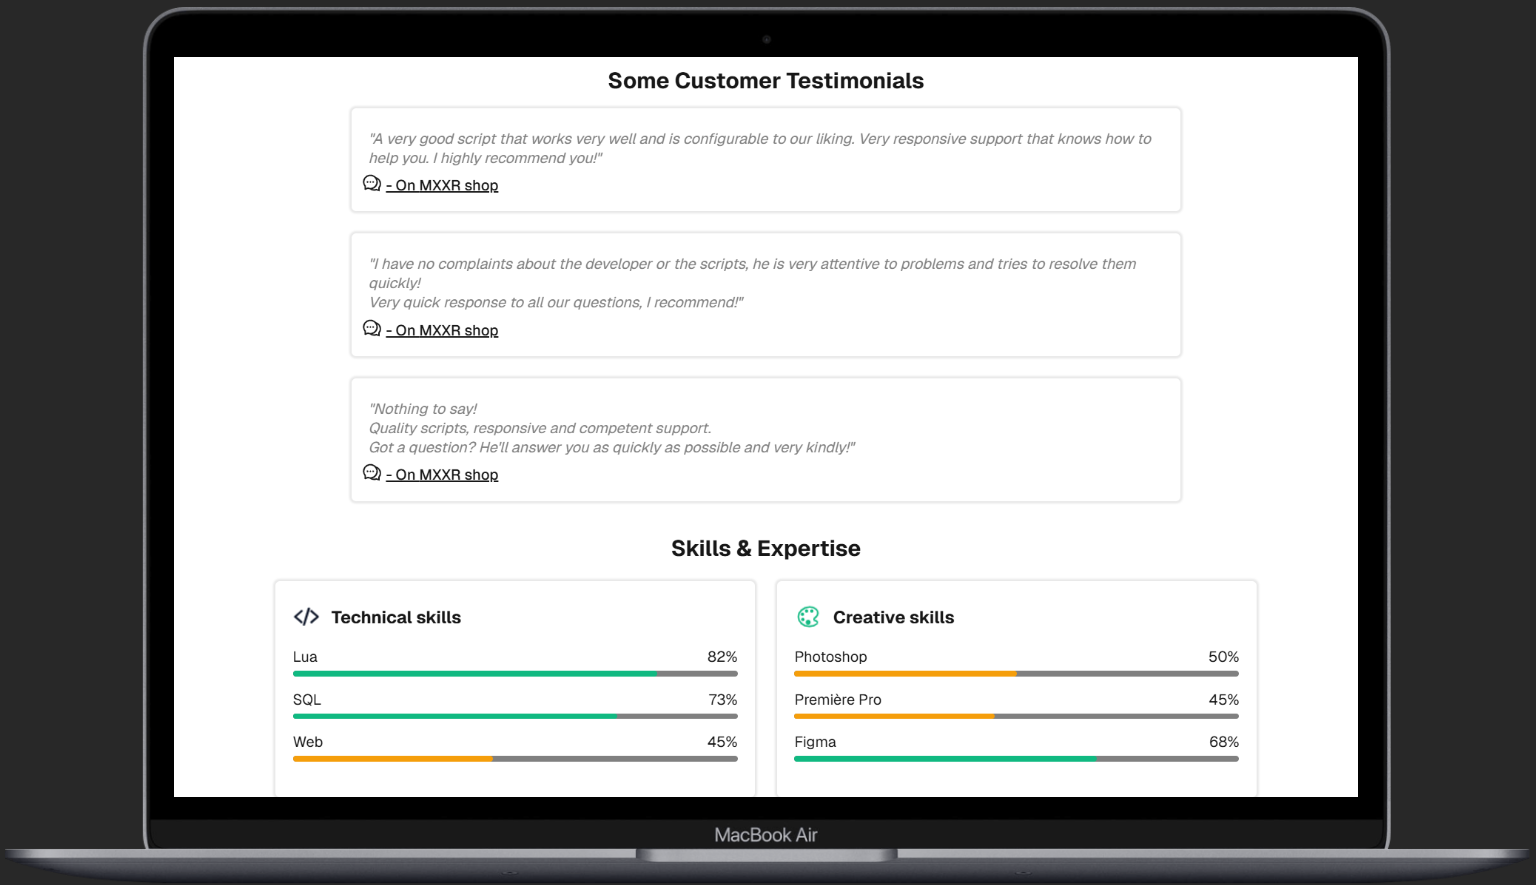 Some Customer Testimonials
"A very good script that works very well and is configurable to our liking. Very responsive support that knows how to
help you. I highly recommend you!"
- On MXXR shop
"I have no complaints about the developer or the scripts, he is very attentive to problems and tries to resolve them
quickly!
Very quick response to all our questions, I recommend!"
- On MXXR shop
"Nothing to say!
Quality scripts, responsive and competent support.
Got a question? He'll answer you as quickly as possible and very kindly!"
- On MXXR shop
Skills & Expertise
</> Technical skills
Lua 82%
SQL 73%
Web 45%
Creative skills
Photoshop 50%
Première Pro 45%
Figma 68%
MacBook Air